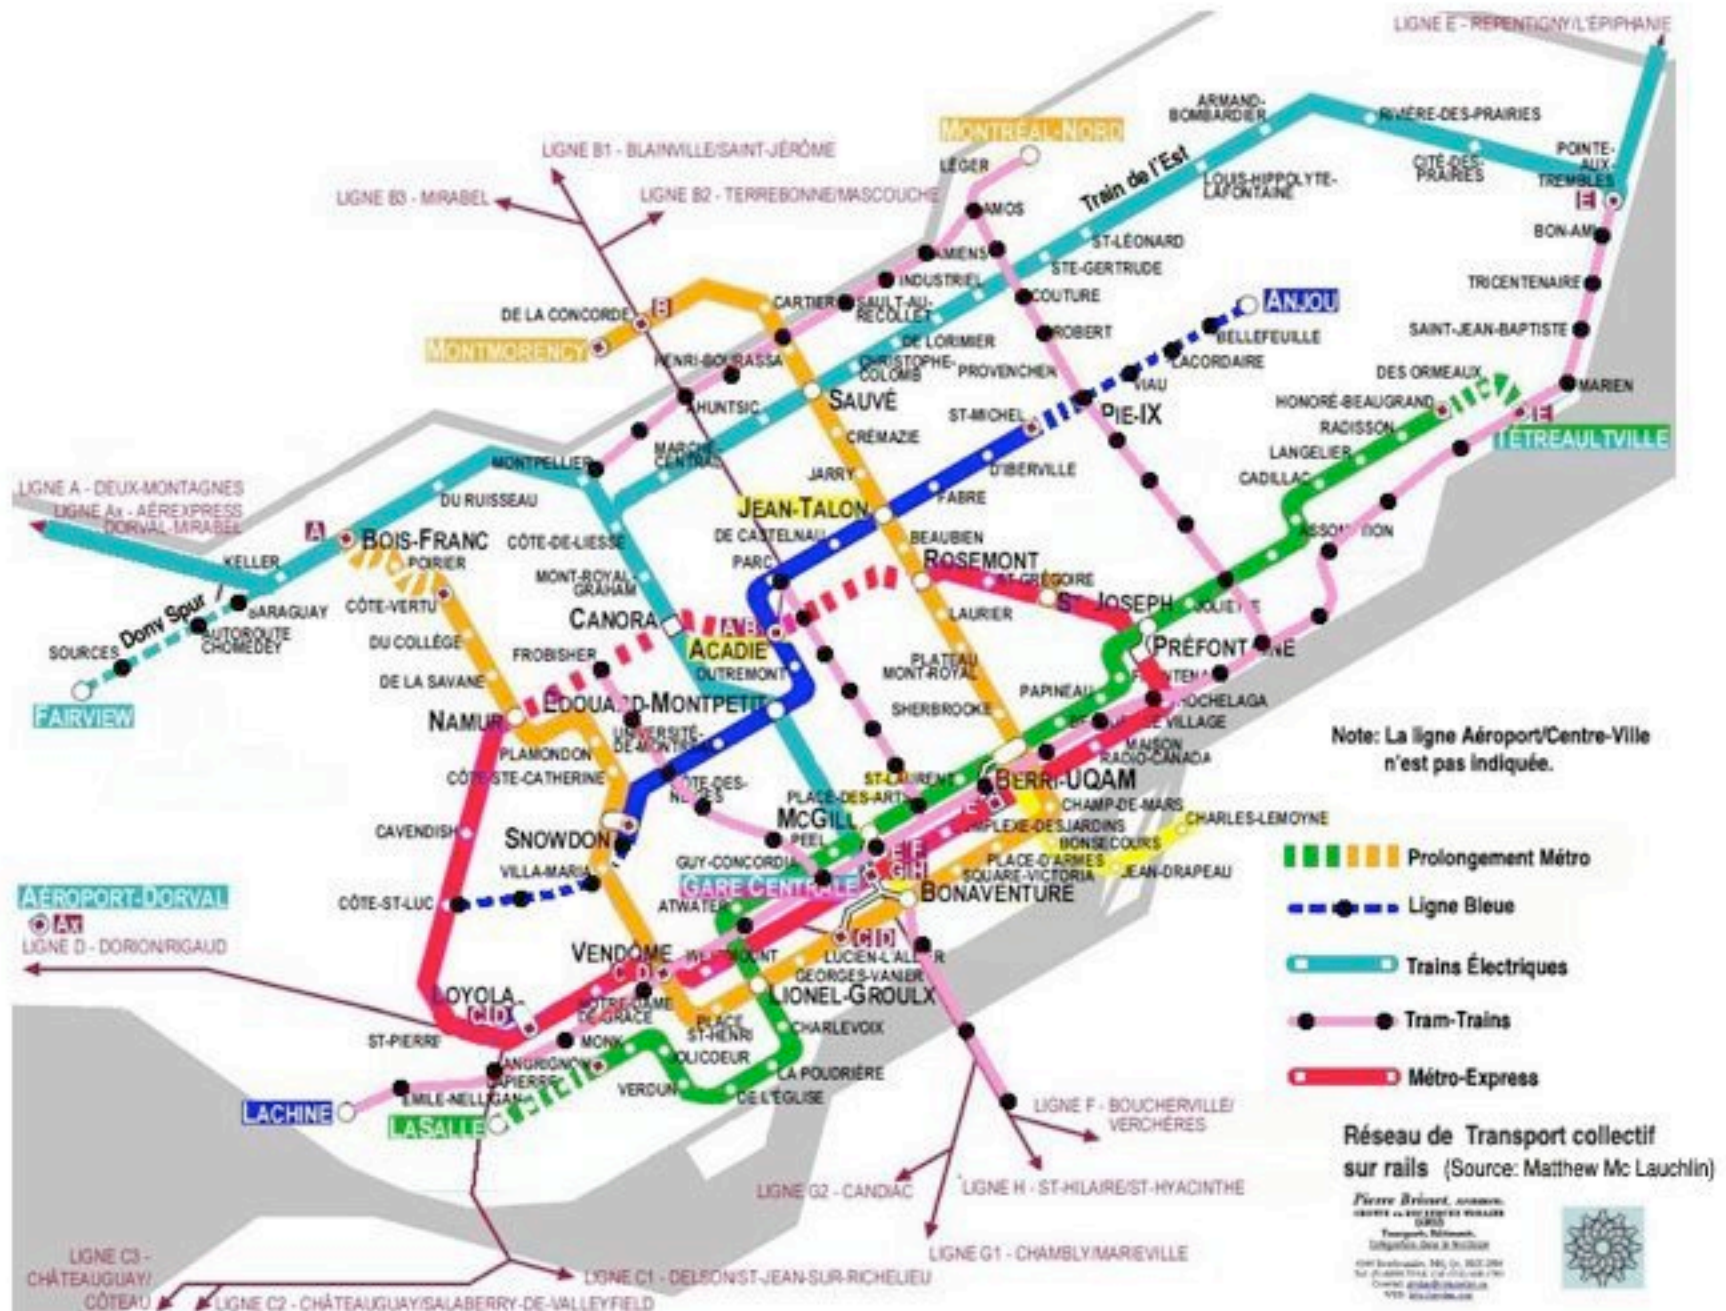 LIGNE E - REPENTIGNY/L'ÉPIPHANIE
ARMAND-
BOMBARDIER
RIVIÈRE-DES-PRAIRIES
MONTRÉAL-NORD
LÉGER
LIGNE B1 - BLAINVILLE/SAINT-JÉRÔME
LIGNE B3 - MIRABEL
LIGNE B2 - TERREBONNE/MASCOUCHE
Train de l'Est
LOUIS-HIPPOLYTE-
LAFONTAINE
CITÉ-DES-
PRAIRIES
POINTE-
AUX-
TREMBLES
E
AMOS
BON-AMI
ST-LÉONARD
AMIENS
STE-GERTRUDE
INDUSTRIEL
TRICENTENAIRE
COUTURE
ANJOU
DE LA CONCORDE
B
CARTIER
SAULT-AU-
RECOLLET
ROBERT
BELLEFEUILLE
SAINT-JEAN-BAPTISTE
MONTMORENCY
DE LORIMIER
HENRI-BOURASSA
CHRISTOPHE-
COLOMB
PROVENCHER
LACORDAIRE
VIAU
DES ORMEAUX
MARIEN
AHUNTSIC
SAUVÉ
ST-MICHEL
PIE-IX
HONORÉ-BEAUGRAND
E
RADISSON
TÉTREAULTVILLE
CRÉMAZIE
MARCHÉ-
CENTRAL
LANGELIER
MONTPELLIER
JARRY
D'IBERVILLE
CADILLAC
LIGNE A - DEUX-MONTAGNES
LIGNE Ax - AÉREXPRESS
DORVAL-MIRABEL
DU RUISSEAU
FABRE
JEAN-TALON
A
BOIS-FRANC
CÔTE-DE-LIESSE
DE CASTELNAU
BEAUBIEN
KELLER
POIRIER
PARC
ROSEMONT
MONT-ROYAL-
GRAHAM
ST-GRÉGOIRE
Dony Spur
SARAGUAY
CÔTE-VERTU
ST JOSEPH
JOLIETTE
CANORA
A B
LAURIER
AUTOROUTE
CHOMEDEY
DU COLLÈGE
SOURCES
FROBISHER
ACADIE
PRÉFONT NE
OUTREMONT
PLATEAU
MONT-ROYAL
DE LA SAVANE
PAPINEAU
FAIRVIEW
EDOUARD-MONTPETIT
HOCHELAGA
NAMUR
SHERBROOKE
VILLAGE
UNIVERSITÉ-
DE-MONTRÉAL
PLAMONDON
MAISON
RADIO-CANADA
Note: La ligne Aéroport/Centre-Ville
n'est pas indiquée.
CÔTE-STE-CATHERINE
CÔTE-DES-
NEIGES
ST-LAURENT
BERRI-UQAM
PLACE-DES-ARTS
CHAMP-DE-MARS
CHARLES-LEMOYNE
CAVENDISH
SNOWDON
MCGILL
PEEL
E
BONSECOURS
GUY-CONCORDIA
E F
G H
PLACE-D'ARMES
SQUARE-VICTORIA
JEAN-DRAPEAU
Prolongement Métro
VILLA-MARIA
GARE CENTRALE
AÉROPORT-DORVAL
Ax
CÔTE-ST-LUC
ATWATER
BONAVENTURE
Ligne Bleue
LIGNE D - DORION/RIGAUD
VENDÔME
C D
LUCIEN-L'ALLIER
GEORGES-VANIER
Trains Électriques
LOYOLA
C D
NOTRE-DAME
DE-GRACE
LIONEL-GROULX
PLACE
ST-HENRI
CHARLEVOIX
Tram-Trains
ST-PIERRE
MONK
JOLICOEUR
ANGRIGNON
LAPIERRE
LA POUDRIÈRE
Métro-Express
ÉMILE-NELLIGAN
VERDUN
DE L'ÉGLISE
LACHINE
LASALLE
LIGNE F - BOUCHERVILLE/
VERCHÈRES
Réseau de Transport collectif
sur rails (Source: Matthew Mc Lauchlin)
LIGNE G2 - CANDIAC
LIGNE H - ST-HILAIRE/ST-HYACINTHE
LIGNE G1 - CHAMBLY/MARIEVILLE
LIGNE C3 -
CHÂTEAUGUAY/
CÔTEAU
LIGNE C1 - DELSON/ST-JEAN-SUR-RICHELIEU
LIGNE C2 - CHÂTEAUGUAY/SALABERRY-DE-VALLEYFIELD